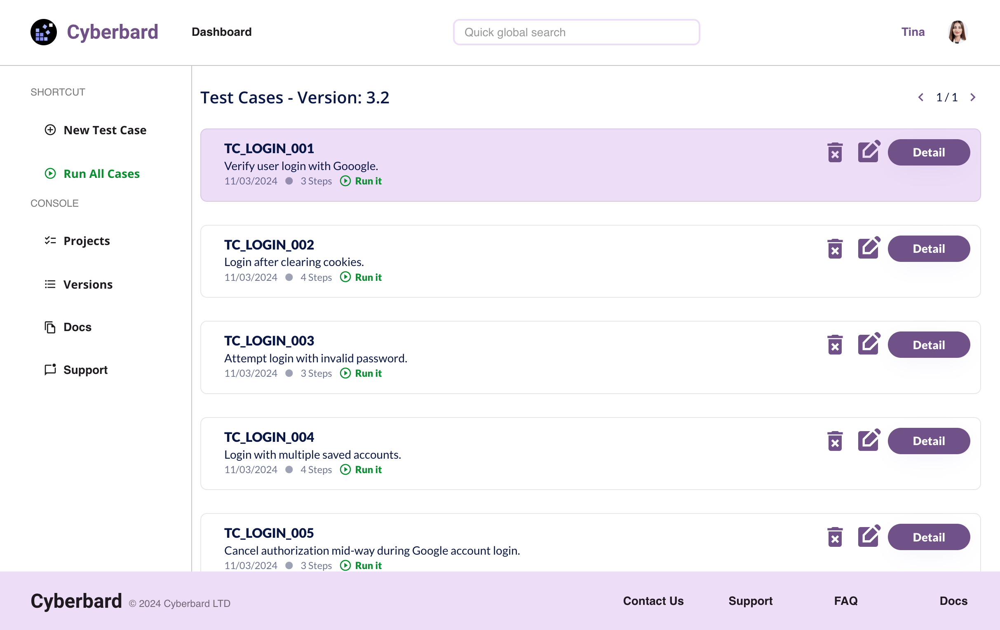 Cyberbard
Dashboard
Quick global search
Tina
SHORTCUT
New Test Case
Run All Cases
CONSOLE
Projects
Versions
Docs
Support
Test Cases - Version: 3.2
1 / 1
TC_LOGIN_001
Verify user login with Gooogle.
11/03/2024 3 Steps Run it
Detail
TC_LOGIN_002
Login after clearing cookies.
11/03/2024 4 Steps Run it
Detail
TC_LOGIN_003
Attempt login with invalid password.
11/03/2024 3 Steps Run it
Detail
TC_LOGIN_004
Login with multiple saved accounts.
11/03/2024 4 Steps Run it
Detail
TC_LOGIN_005
Cancel authorization mid-way during Google account login.
11/03/2024 3 Steps Run it
Detail
Cyberbard © 2024 Cyberbard LTD
Contact Us
Support
FAQ
Docs